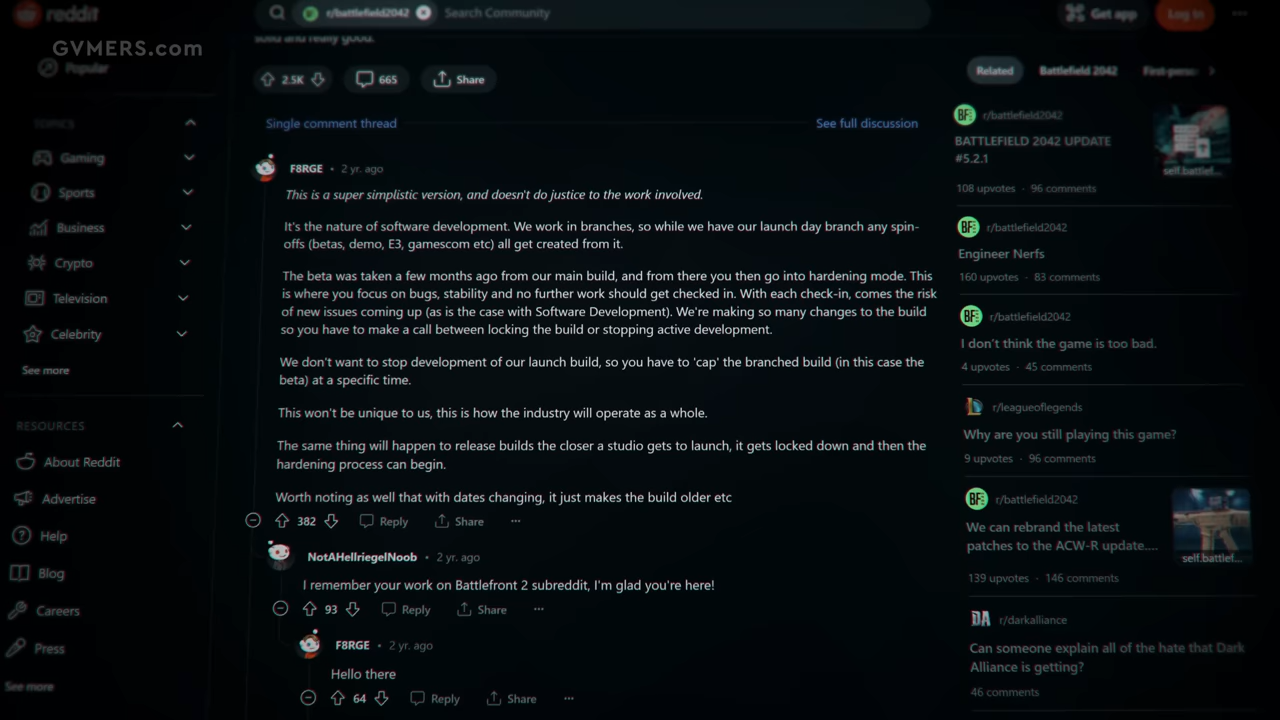 reddit
r/battlefield2042
Search Community
Get app
Log In
GVMERS.com
Popular
TOPICS
Gaming
Sports
Business
Crypto
Television
Celebrity
See more
RESOURCES
About Reddit
Advertise
Help
Blog
Careers
Press
See more
solid and really good.
2.5K
665
Share
Single comment thread
See full discussion
F8RGE • 2 yr. ago
This is a super simplistic version, and doesn't do justice to the work involved.
It's the nature of software development. We work in branches, so while we have our launch day branch any spin-
offs (betas, demo, E3, gamescom etc) all get created from it.
The beta was taken a few months ago from our main build, and from there you then go into hardening mode. This
is where you focus on bugs, stability and no further work should get checked in. With each check-in, comes the risk
of new issues coming up (as is the case with Software Development). We're making so many changes to the build
so you have to make a call between locking the build or stopping active development.
We don't want to stop development of our launch build, so you have to 'cap' the branched build (in this case the
beta) at a specific time.
This won't be unique to us, this is how the industry will operate as a whole.
The same thing will happen to release builds the closer a studio gets to launch, it gets locked down and then the
hardening process can begin.
Worth noting as well that with dates changing, it just makes the build older etc
382 Reply Share ...
NotAHellriegelNoob • 2 yr. ago
I remember your work on Battlefront 2 subreddit, I'm glad you're here!
93 Reply Share ...
F8RGE • 2 yr. ago
Hello there
64 Reply Share ...
Related
Battlefield 2042
First-perso
r/battlefield2042
BATTLEFIELD 2042 UPDATE
#5.2.1
self.battlef...
108 upvotes • 96 comments
r/battlefield2042
Engineer Nerfs
160 upvotes • 83 comments
r/battlefield2042
I don't think the game is too bad.
4 upvotes • 45 comments
r/leagueoflegends
Why are you still playing this game?
9 upvotes • 96 comments
r/battlefield2042
We can rebrand the latest
patches to the ACW-R update....
self.battlef...
139 upvotes • 146 comments
r/darkalliance
Can someone explain all of the hate that Dark
Alliance is getting?
46 comments